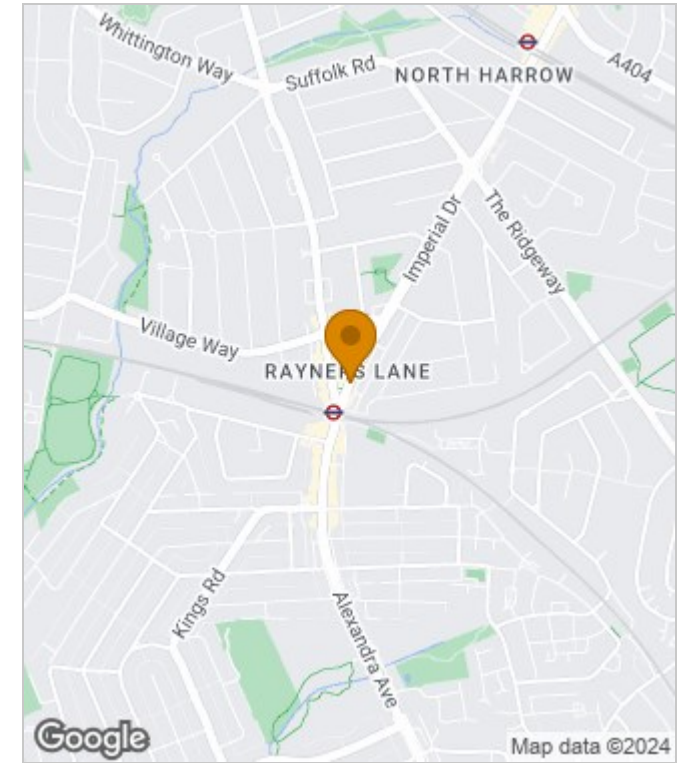 Whittington Way
Suffolk Rd
NORTH HARROW
A404
Imperial Dr
The Ridgeway
Village Way
RAYNERS LANE
Kings Rd
Alexandra Ave
Google
Map data ©2024